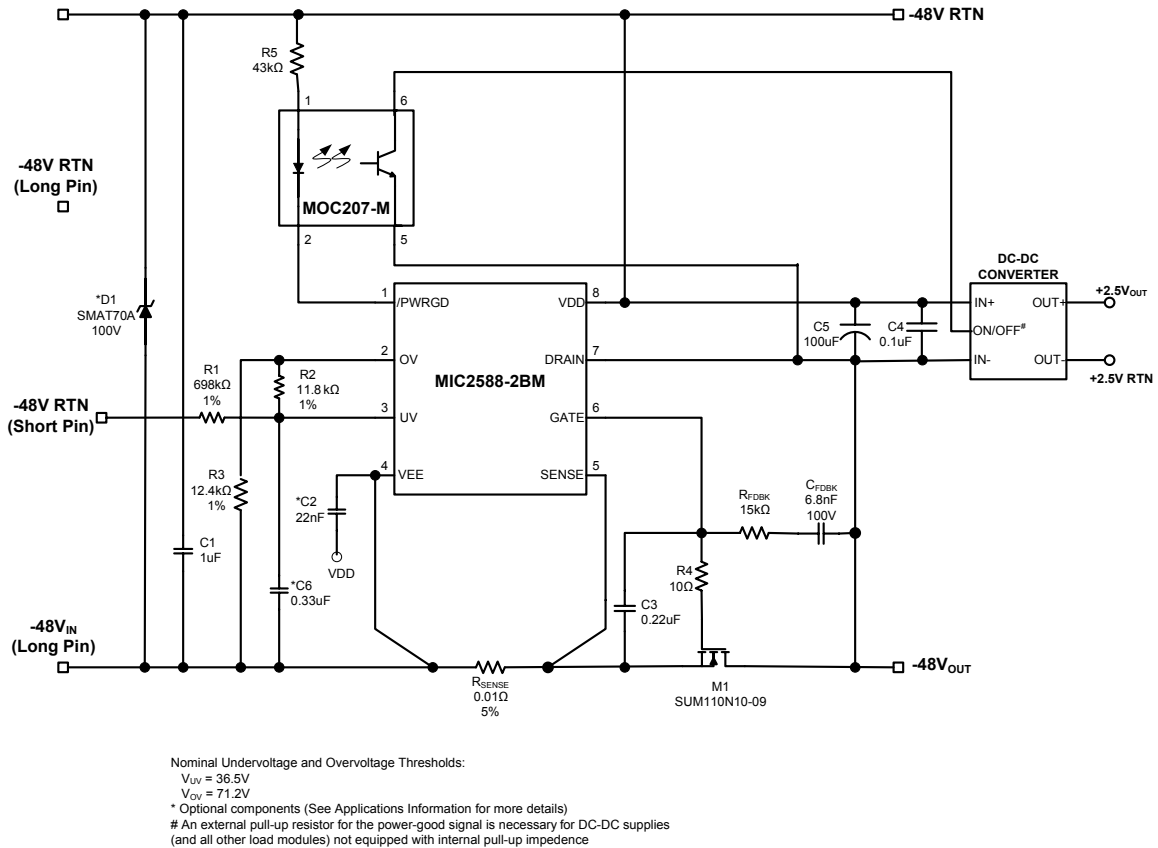 -48V RTN
R5
43kΩ
1
6
-48V RTN
(Long Pin)
MOC207-M
2
5
DC-DC
CONVERTER
*D1
SMAT70A
100V
1
/PWRGD
VDD
8
IN+
OUT+
+2.5VOUT
C5
100uF
C4
0.1uF
ON/OFF#
2
OV
DRAIN
7
IN-
OUT-
+2.5V RTN
R1
698kΩ
1%
R2
11.8kΩ
1%
MIC2588-2BM
-48V RTN
(Short Pin)
3
UV
GATE
6
R3
12.4kΩ
1%
4
VEE
SENSE
5
*C2
22nF
VDD
RFDBK
15kΩ
CFDBK
6.8nF
100V
C1
1uF
*C6
0.33uF
R4
10Ω
C3
0.22uF
-48VIN
(Long Pin)
-48VOUT
RSENSE
0.01Ω
5%
M1
SUM110N10-09
Nominal Undervoltage and Overvoltage Thresholds:
VUV = 36.5V
VOV = 71.2V
* Optional components (See Applications Information for more details)
# An external pull-up resistor for the power-good signal is necessary for DC-DC supplies
(and all other load modules) not equipped with internal pull-up impedence